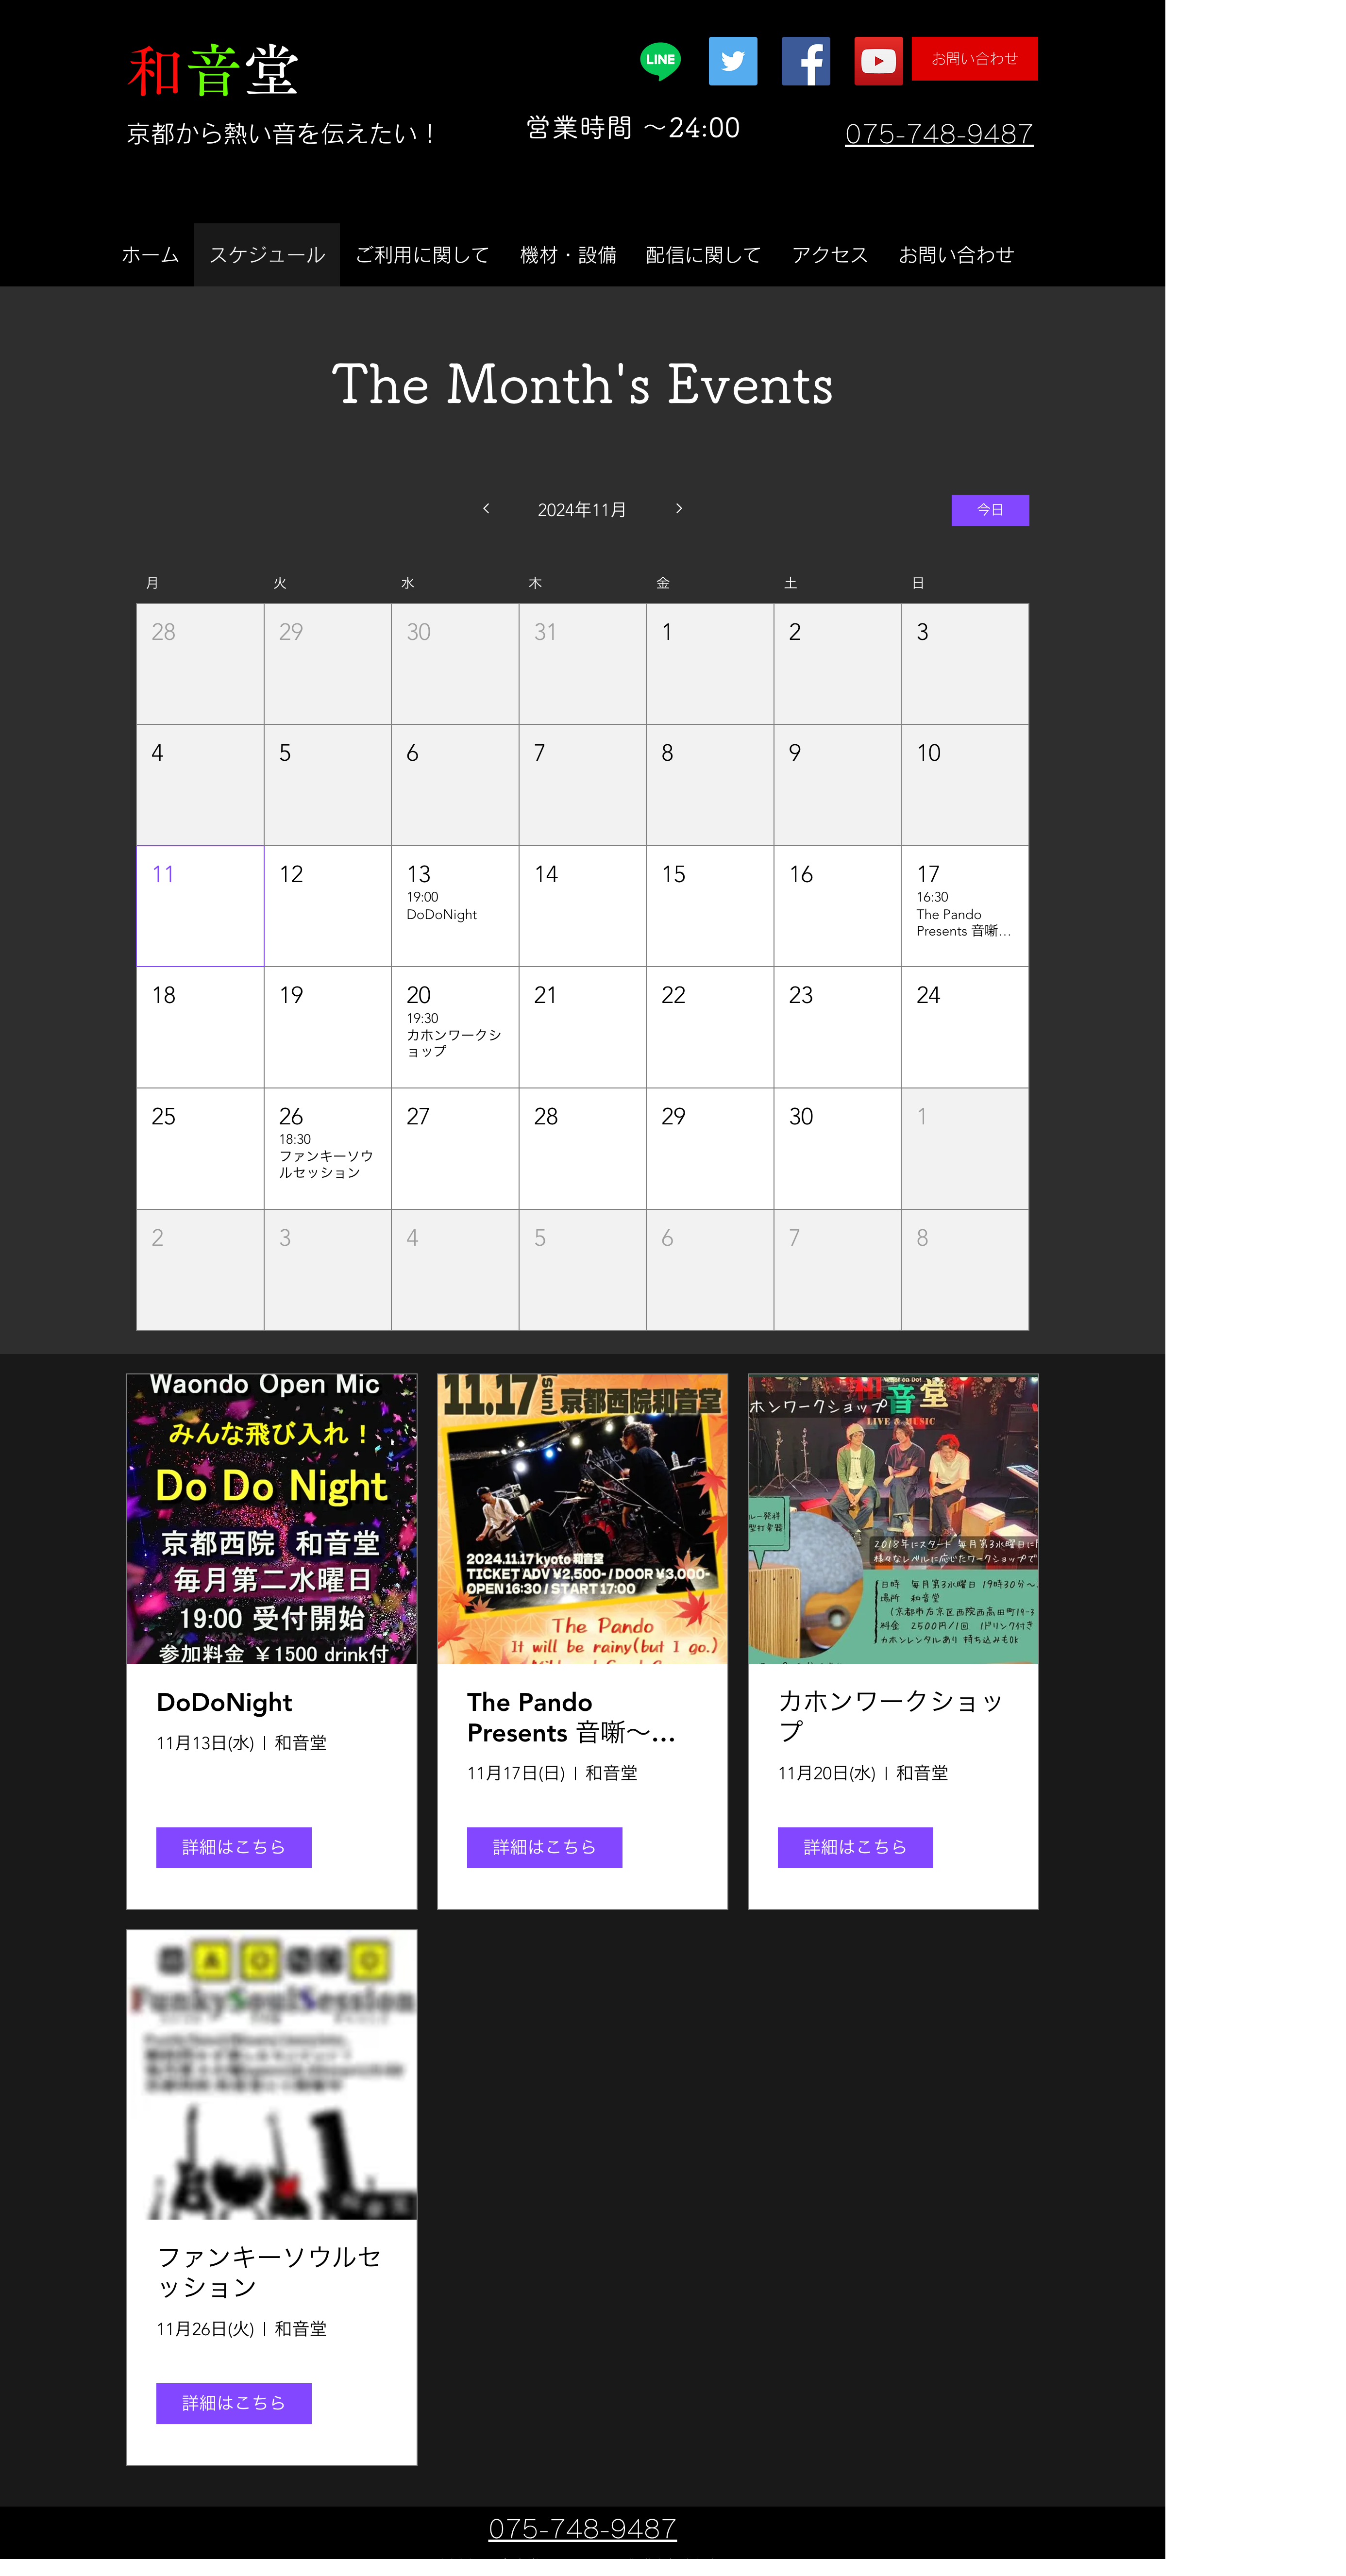 和音堂
LINE
お問い合わせ
京都から熱い音を伝えたい！
営業時間 〜24:00
075-748-9487
ホーム
スケジュール
ご利用に関して
機材・設備
配信に関して
アクセス
お問い合わせ
The Month's Events
2024年11月
今日
月 火 水 木 金 土 日
28 29 30 31 1 2 3
4 5 6 7 8 9 10
11 12 13 14 15 16 17
19:00
DoDoNight
16:30
The Pando
Presents 音噺…
18 19 20 21 22 23 24
19:30
カホンワークシ
ョップ
25 26 27 28 29 30 1
18:30
ファンキーソウ
ルセッション
2 3 4 5 6 7 8
Waondo Open Mic
みんな飛び入れ！
Do Do Night
京都西院 和音堂
毎月第二水曜日
19:00 受付開始
参加料金 ￥1500 drink付
DoDoNight
11月13日(水) | 和音堂
詳細はこちら
11.17 京都西院和音堂
2024.11.17 kyoto 和音堂
TICKET ADV ¥2,500- / DOOR ¥3,000-
OPEN 16:30 / START 17:00
The Pando
It will be rainy(but I go.)
The Pando
Presents 音噺〜…
11月17日(日) | 和音堂
詳細はこちら
和音堂
ホンワークショップ
LIVE & MUSIC
2018年にスタート 毎月第3水曜日に
様々なレベルに応じたワークショップで
日時 毎月第3水曜日 19時30分〜
場所 和音堂
(京都市右京区西院西高田町19-3
料金 2500円/1回 1ドリンク付き
カホンレンタルあり 持ち込みもOk
カホンワークショッ
プ
11月20日(水) | 和音堂
詳細はこちら
FunkySoulSession
ファンキーソウルセ
ッション
11月26日(火) | 和音堂
詳細はこちら
075-748-9487